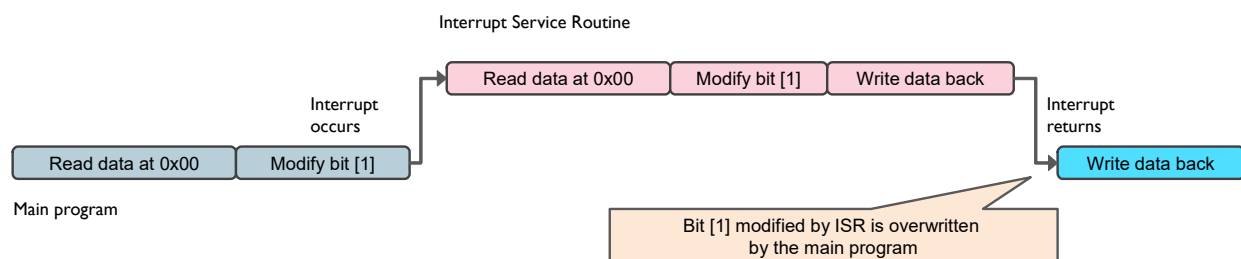 Interrupt Service Routine
Read data at 0x00
Modify bit [1]
Write data back
Interrupt
occurs
Interrupt
returns
Read data at 0x00
Modify bit [1]
Write data back
Main program
Bit [1] modified by ISR is overwritten
by the main program